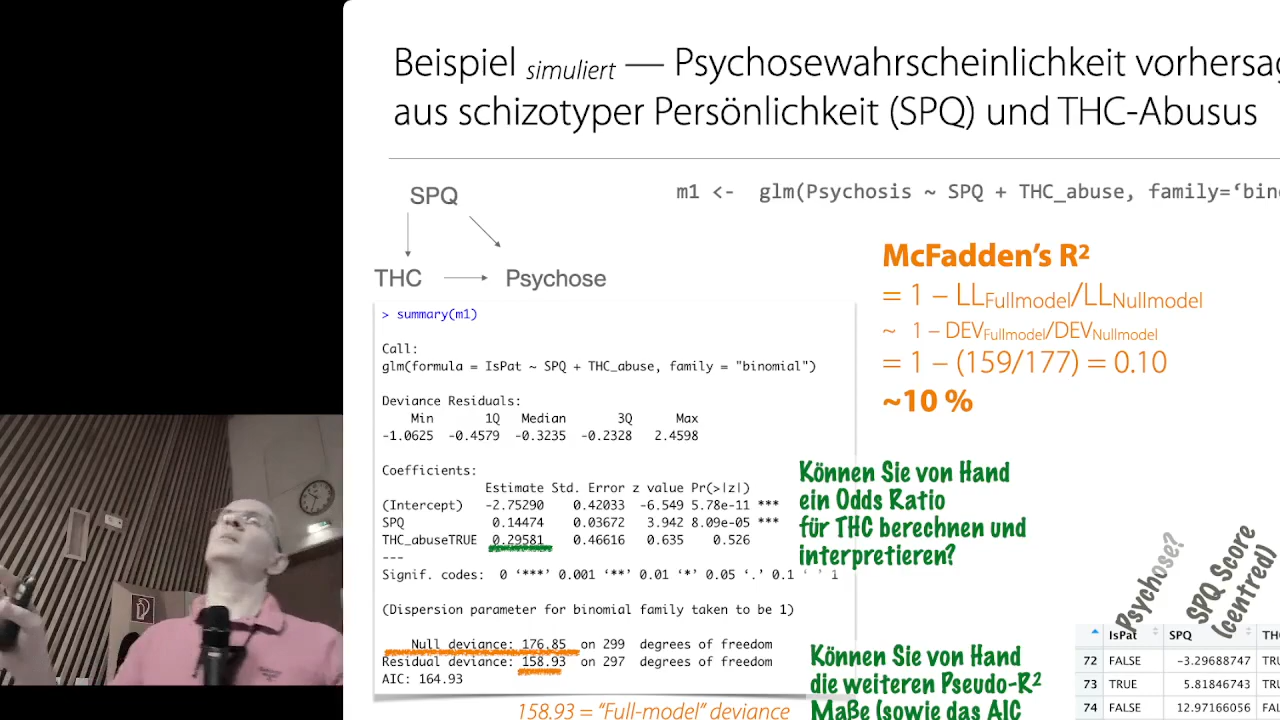 Beispiel simuliert — Psychosewahrscheinlichkeit vorhersag
aus schizotyper Persönlichkeit (SPQ) und THC-Abusus
m1 <- glm(Psychosis ~ SPQ + THC_abuse, family=‘bin
SPQ
THC
Psychose
McFadden’s R²
= 1 – LLFullmodel/LLNullmodel
~ 1 – DEVFullmodel/DEVNullmodel
= 1 – (159/177) = 0.10
~10 %
> summary(m1)
Call:
glm(formula = IsPat ~ SPQ + THC_abuse, family = "binomial")
Deviance Residuals:
Min 1Q Median 3Q Max
-1.0625 -0.4579 -0.3235 -0.2328 2.4598
Coefficients:
Estimate Std. Error z value Pr(>|z|)
(Intercept) -2.75290 0.42033 -6.549 5.78e-11 ***
SPQ 0.14474 0.03672 3.942 8.09e-05 ***
THC_abuseTRUE 0.29581 0.46616 0.635 0.526
---
Signif. codes: 0 ‘***’ 0.001 ‘**’ 0.01 ‘*’ 0.05 ‘.’ 0.1 ‘ ’ 1
(Dispersion parameter for binomial family taken to be 1)
Null deviance: 176.85 on 299 degrees of freedom
Residual deviance: 158.93 on 297 degrees of freedom
AIC: 164.93
158.93 = “Full-model” deviance
Können Sie von Hand
ein Odds Ratio
für THC berechnen und
interpretieren?
Können Sie von Hand
die weiteren Pseudo-R²
Maße (sowie das AIC
Psychose?
SPQ Score
(centred)
IsPat SPQ TH
72 FALSE -3.29688747 TRU
73 TRUE 5.81846743 TRU
74 FALSE 12.97166056 FAL